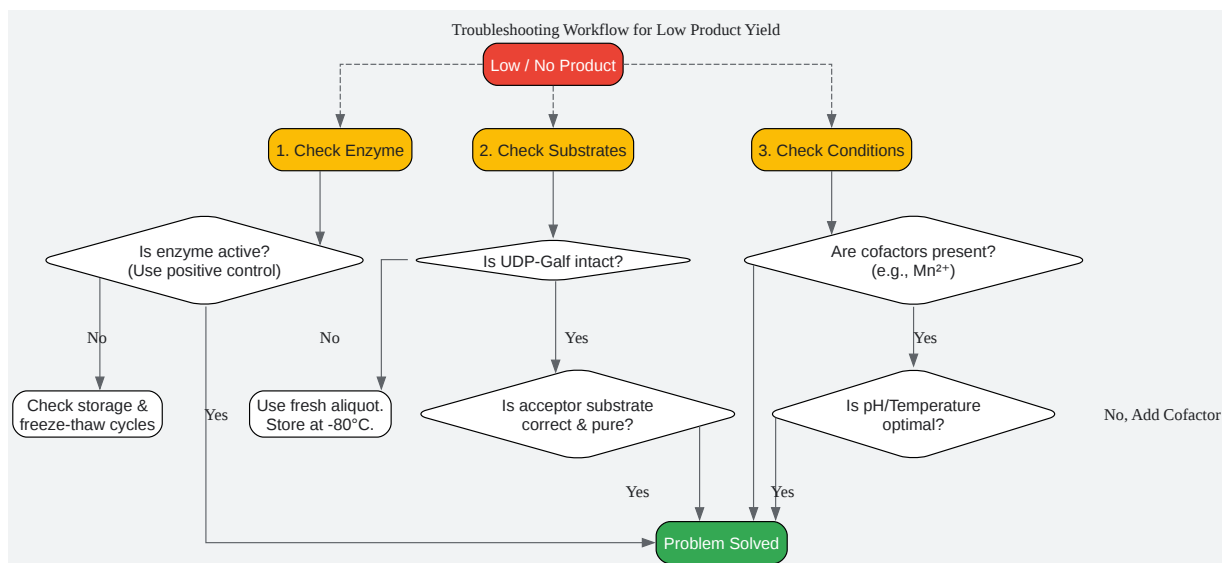 Troubleshooting Workflow for Low Product Yield
Low / No Product
1. Check Enzyme
2. Check Substrates
3. Check Conditions
Is enzyme active?
(Use positive control)
Is UDP-Galf intact?
Are cofactors present?
(e.g., Mn²⁺)
No
No
Yes
Yes
Check storage &
freeze-thaw cycles
Yes
Use fresh aliquot.
Store at -80°C.
Is acceptor substrate
correct & pure?
Is pH/Temperature
optimal?
No, Add Cofactor
Yes
Yes
Problem Solved